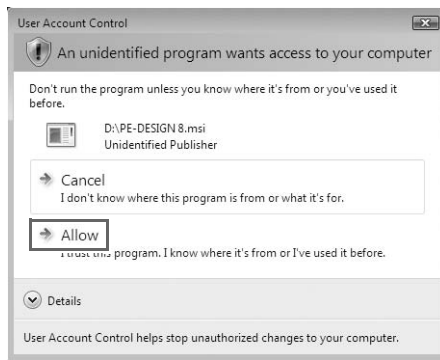 User Account Control
An unidentified program wants access to your computer
Don't run the program unless you know where it's from or you've used it
before.
D:\PE-DESIGN 8.msi
Unidentified Publisher
Cancel
I don't know where this program is from or what it's for.
Allow
I trust this program. I know where it's from or I've used it before.
Details
User Account Control helps stop unauthorized changes to your computer.